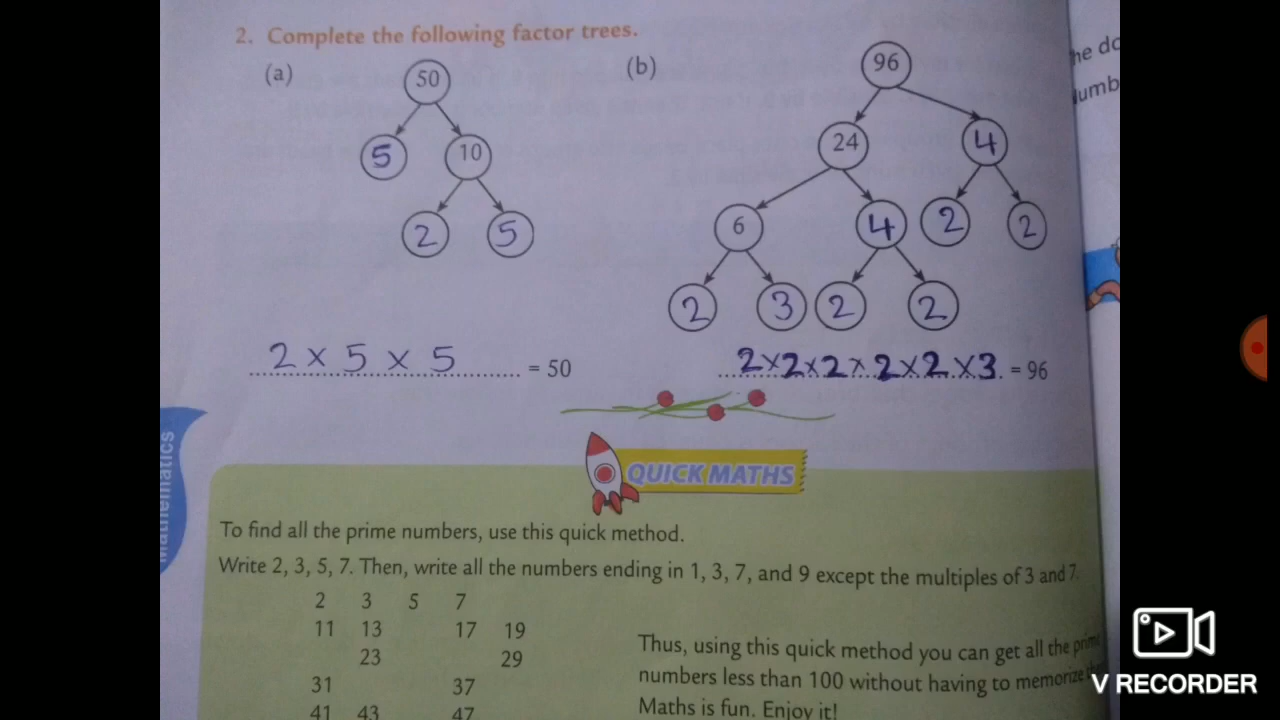 2. Complete the following factor trees.
(a)
50
5 10
2 5
2 × 5 × 5 = 50
(b)
96
24 4
6 4 2 2
2 3 2 2
2×2×2×2×2×3 = 96
he do
umb
Mathematics
QUICK MATHS
To find all the prime numbers, use this quick method.
Write 2, 3, 5, 7. Then, write all the numbers ending in 1, 3, 7, and 9 except the multiples of 3 and 7.
2 3 5 7
11 13 17 19
23 29
31 37
41 43 47
Thus, using this quick method you can get all the prime
numbers less than 100 without having to memorize
Maths is fun. Enjoy it!
V RECORDER